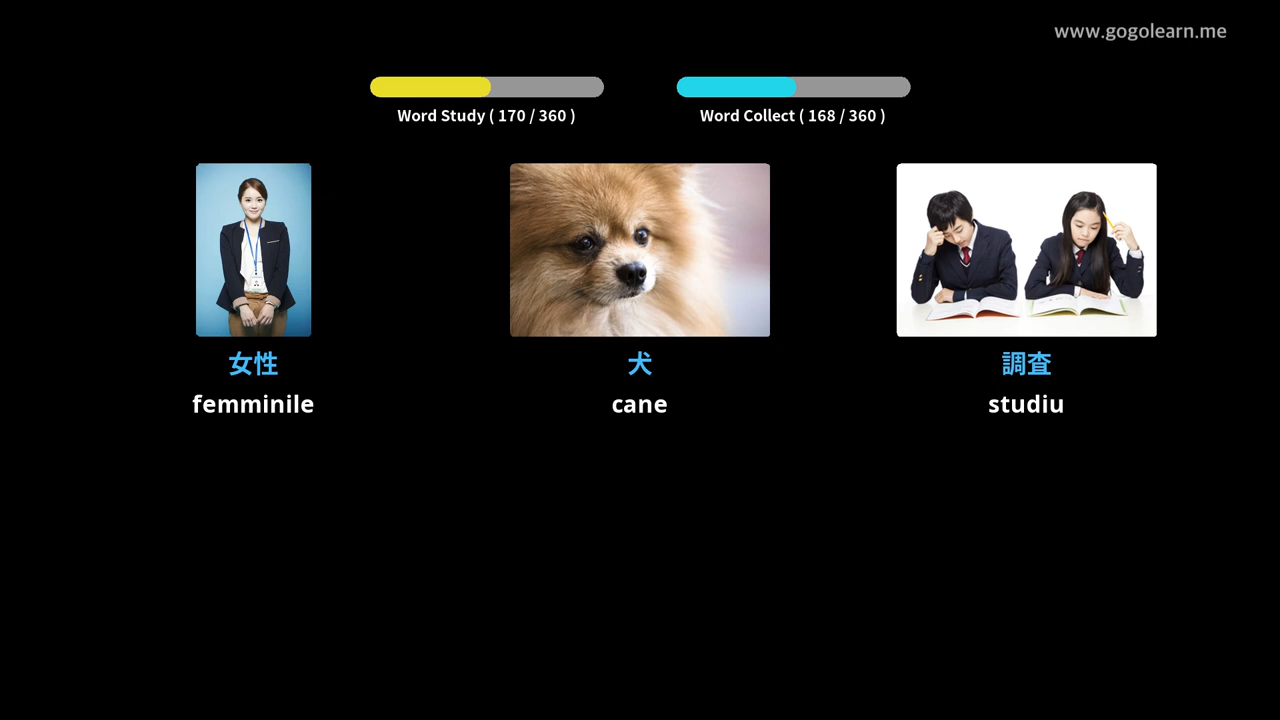 www.gogolearn.me
Word Study ( 170 / 360 )
Word Collect ( 168 / 360 )
女性
犬
調査
femminile
cane
studiu